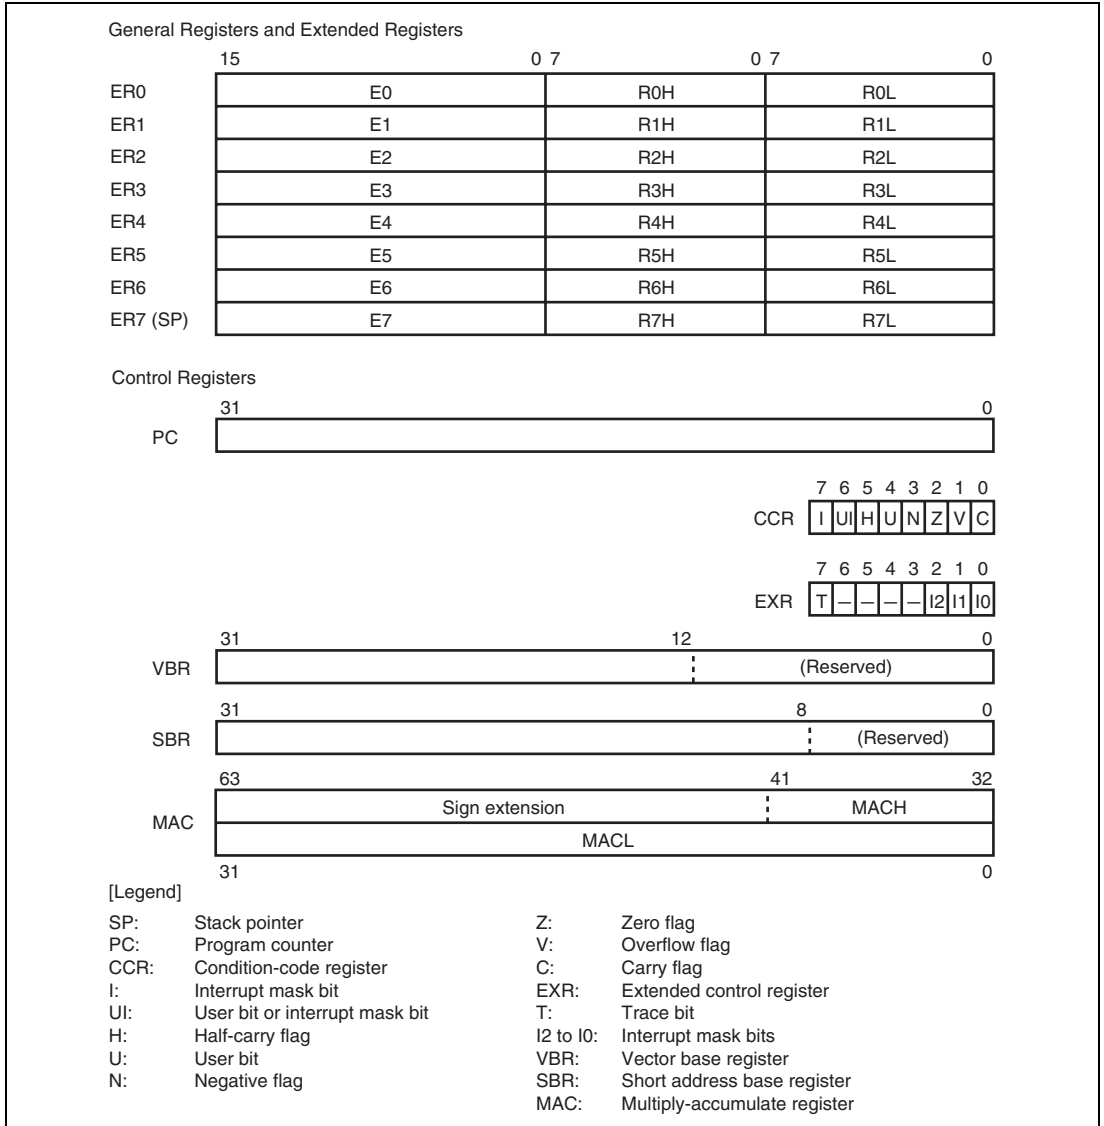 General Registers and Extended Registers
15 0 7 0 7 0
ER0 E0 R0H R0L
ER1 E1 R1H R1L
ER2 E2 R2H R2L
ER3 E3 R3H R3L
ER4 E4 R4H R4L
ER5 E5 R5H R5L
ER6 E6 R6H R6L
ER7 (SP) E7 R7H R7L
Control Registers
31 0
PC
7 6 5 4 3 2 1 0
CCR I UI H U N Z V C
7 6 5 4 3 2 1 0
EXR T — — — — I2 I1 I0
31 12 0
VBR (Reserved)
31 8 0
SBR (Reserved)
63 41 32
Sign extension MACH
MAC
MACL
31 0
[Legend]
SP: Stack pointer Z: Zero flag
PC: Program counter V: Overflow flag
CCR: Condition-code register C: Carry flag
I: Interrupt mask bit EXR: Extended control register
UI: User bit or interrupt mask bit T: Trace bit
H: Half-carry flag I2 to I0: Interrupt mask bits
U: User bit VBR: Vector base register
N: Negative flag SBR: Short address base register
MAC: Multiply-accumulate register